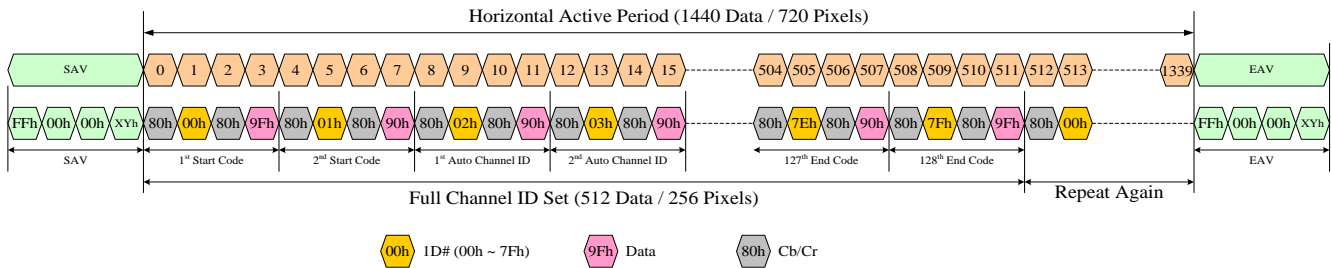 Horizontal Active Period (1440 Data / 720 Pixels)
SAV 0 1 2 3 4 5 6 7 8 9 10 11 12 13 14 15 504 505 506 507 508 509 510 511 512 513 1339 EAV
FFh 00h 00h XYh 80h 00h 80h 9Fh 80h 01h 80h 90h 80h 02h 80h 90h 80h 03h 80h 90h 80h 7Eh 80h 90h 80h 7Fh 80h 9Fh 80h 00h FFh 00h 00h XYh
SAV 1st Start Code 2nd Start Code 1st Auto Channel ID 2nd Auto Channel ID 127th End Code 128th End Code EAV
Full Channel ID Set (512 Data / 256 Pixels) Repeat Again
00h 1D# (00h ~ 7Fh) 9Fh Data 80h Cb/Cr